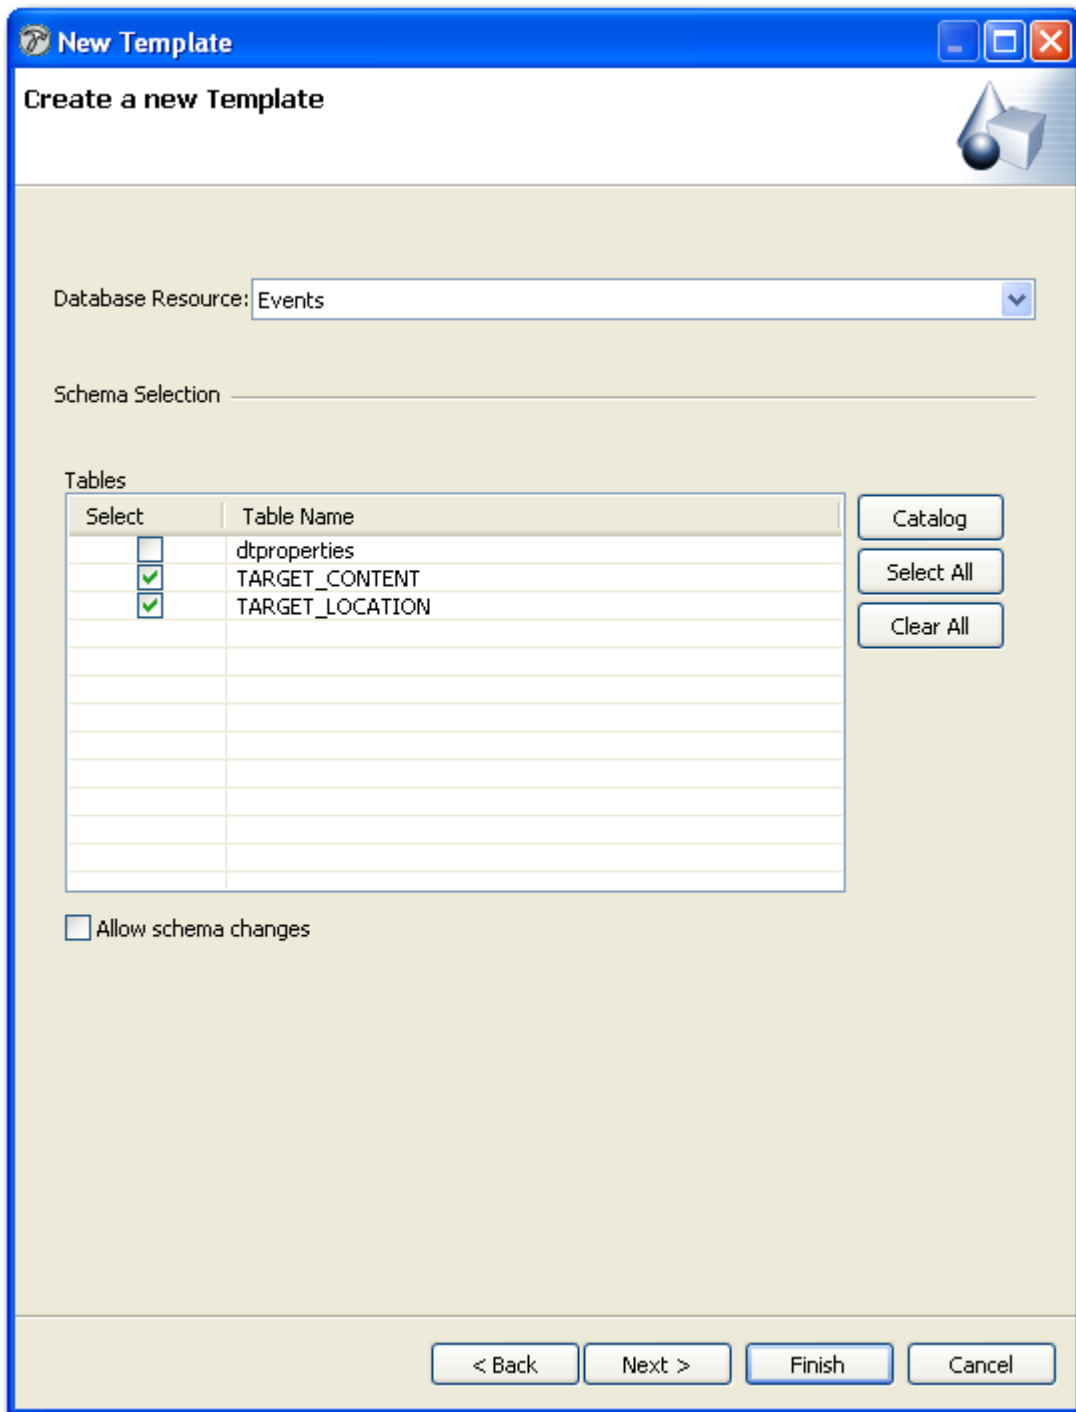 New Template
Create a new Template
Database Resource: Events
Schema Selection
Tables
Select Table Name
dtproperties
TARGET_CONTENT
TARGET_LOCATION
Catalog
Select All
Clear All
Allow schema changes
< Back Next > Finish Cancel